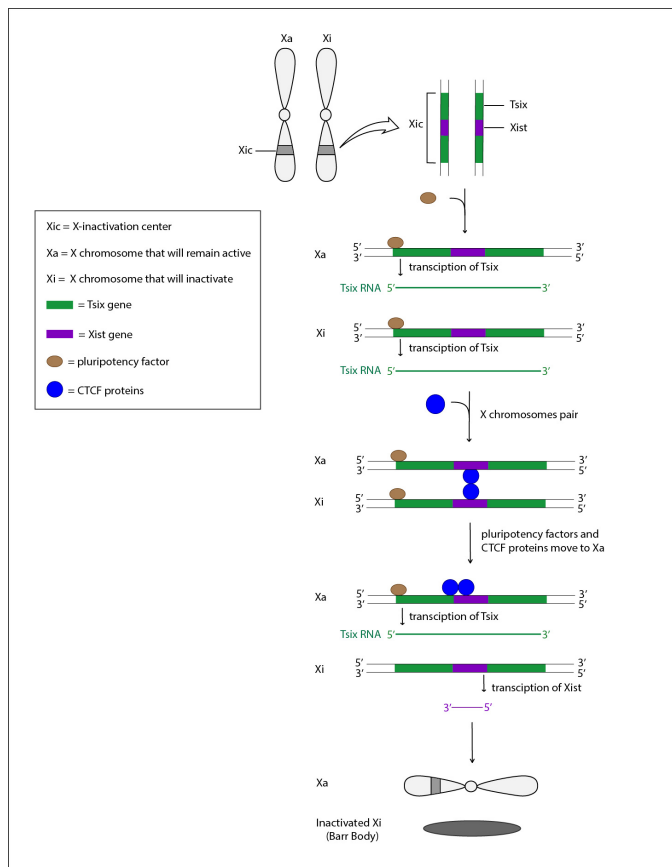 Xa Xi
Tsix
Xic
Xist
Xic
Xic = X-inactivation center
Xa = X chromosome that will remain active
Xi = X chromosome that will inactivate
= Tsix gene
= Xist gene
= pluripotency factor
= CTCF proteins
5’ 3’
Xa
3’ 5’
transciption of Tsix
Tsix RNA 5’ 3’
5’ 3’
Xi
3’ 5’
transciption of Tsix
Tsix RNA 5’ 3’
X chromosomes pair
Xa
5’ 3’
3’ 5’
5’ 3’
Xi
3’ 5’
pluripotency factors and
CTCF proteins move to Xa
5’ 3’
Xa
3’ 5’
transciption of Tsix
Tsix RNA 5’ 3’
Xi
5’ 3’
3’ 5’
transciption of Xist
3’ 5’
Xa
Inactivated Xi
(Barr Body)